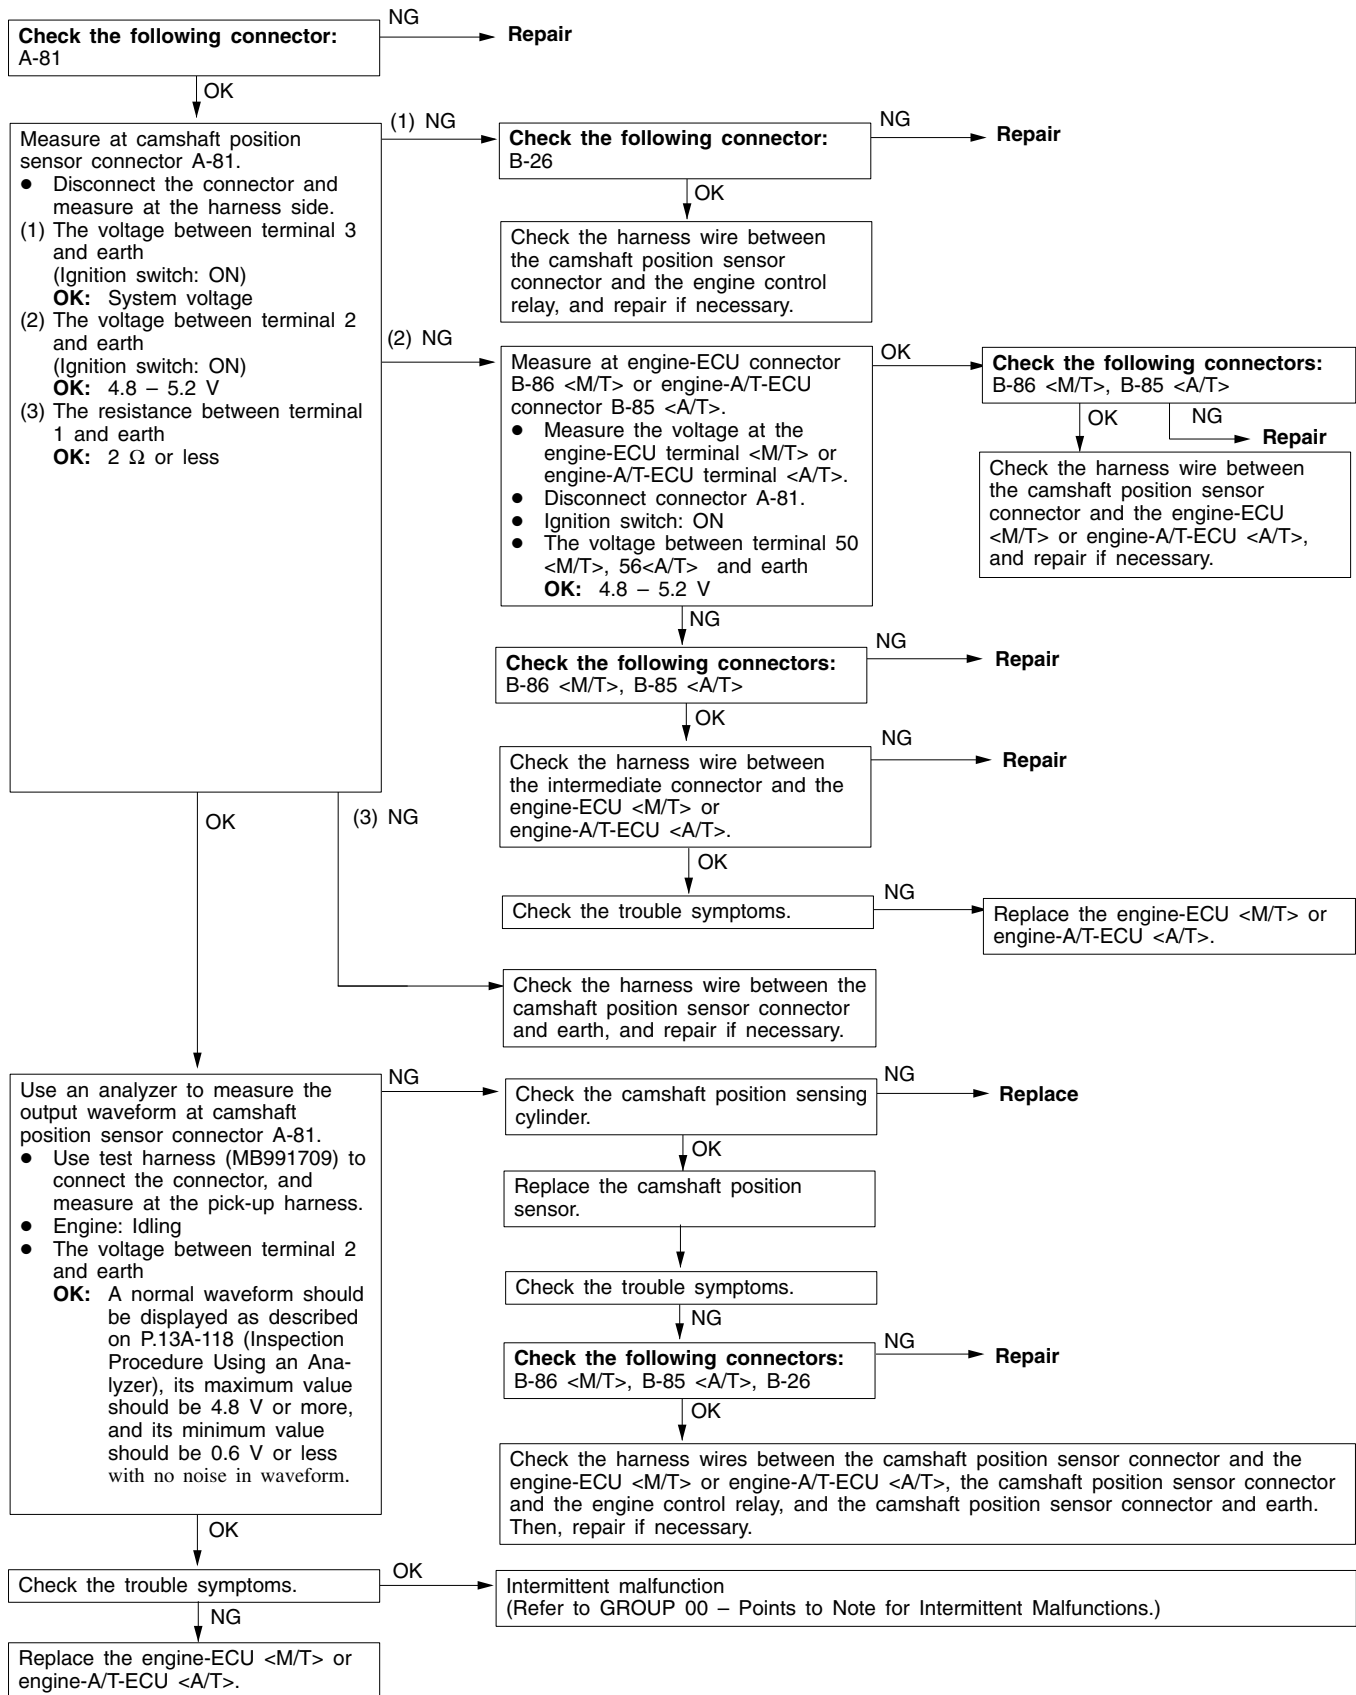 Check the following connector:
A-81
NG
Repair
OK
Measure at camshaft position
sensor connector A-81.
● Disconnect the connector and
measure at the harness side.
(1) The voltage between terminal 3
and earth
(Ignition switch: ON)
OK: System voltage
(2) The voltage between terminal 2
and earth
(Ignition switch: ON)
OK: 4.8 – 5.2 V
(3) The resistance between terminal
1 and earth
OK: 2 Ω or less
(1) NG
Check the following connector:
B-26
NG
Repair
OK
Check the harness wire between
the camshaft position sensor
connector and the engine control
relay, and repair if necessary.
(2) NG
Measure at engine-ECU connector
B-86 <M/T> or engine-A/T-ECU
connector B-85 <A/T>.
● Measure the voltage at the
engine-ECU terminal <M/T> or
engine-A/T-ECU terminal <A/T>.
● Disconnect connector A-81.
● Ignition switch: ON
● The voltage between terminal 50
<M/T>, 56<A/T> and earth
OK: 4.8 – 5.2 V
OK
Check the following connectors:
B-86 <M/T>, B-85 <A/T>
OK
NG
Repair
Check the harness wire between
the camshaft position sensor
connector and the engine-ECU
<M/T> or engine-A/T-ECU <A/T>,
and repair if necessary.
NG
Check the following connectors:
B-86 <M/T>, B-85 <A/T>
NG
Repair
OK
Check the harness wire between
the intermediate connector and the
engine-ECU <M/T> or
engine-A/T-ECU <A/T>.
NG
Repair
OK
Check the trouble symptoms.
NG
Replace the engine-ECU <M/T> or
engine-A/T-ECU <A/T>.
OK
(3) NG
Check the harness wire between the
camshaft position sensor connector
and earth, and repair if necessary.
Use an analyzer to measure the
output waveform at camshaft
position sensor connector A-81.
● Use test harness (MB991709) to
connect the connector, and
measure at the pick-up harness.
● Engine: Idling
● The voltage between terminal 2
and earth
OK: A normal waveform should
be displayed as described
on P.13A-118 (Inspection
Procedure Using an Ana-
lyzer), its maximum value
should be 4.8 V or more,
and its minimum value
should be 0.6 V or less
with no noise in waveform.
NG
Check the camshaft position sensing
cylinder.
NG
Replace
OK
Replace the camshaft position
sensor.
Check the trouble symptoms.
NG
Check the following connectors:
B-86 <M/T>, B-85 <A/T>, B-26
NG
Repair
OK
Check the harness wires between the camshaft position sensor connector and the
engine-ECU <M/T> or engine-A/T-ECU <A/T>, the camshaft position sensor connector
and the engine control relay, and the camshaft position sensor connector and earth.
Then, repair if necessary.
OK
Check the trouble symptoms.
OK
Intermittent malfunction
(Refer to GROUP 00 – Points to Note for Intermittent Malfunctions.)
NG
Replace the engine-ECU <M/T> or
engine-A/T-ECU <A/T>.